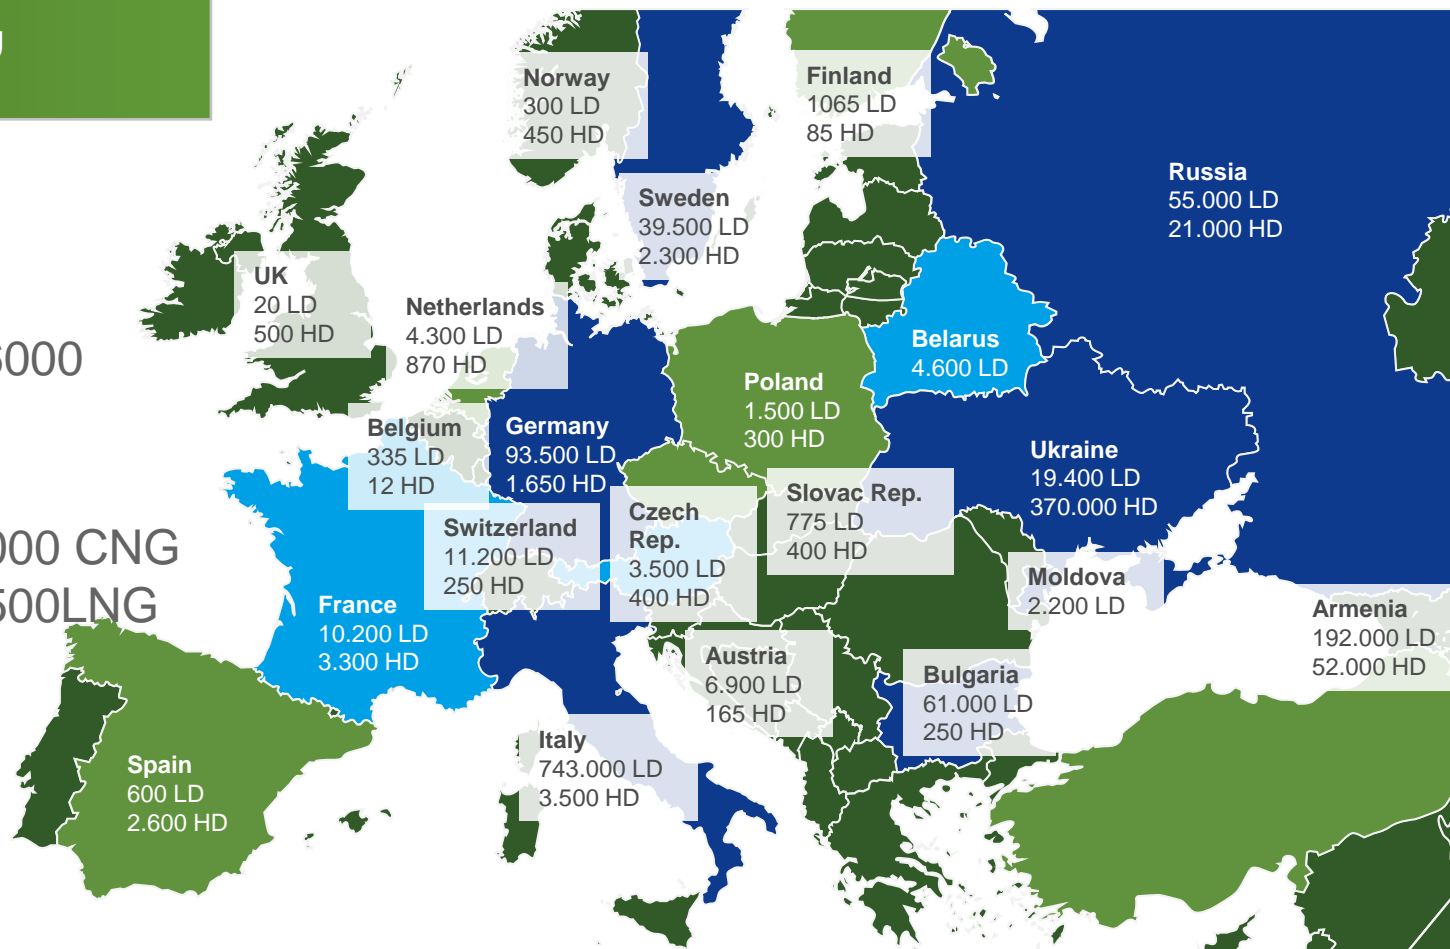 Norway
300 LD
450 HD
Finland
1065 LD
85 HD
Russia
55.000 LD
21.000 HD
Sweden
39.500 LD
2.300 HD
UK
20 LD
500 HD
Netherlands
4.300 LD
870 HD
Belarus
4.600 LD
Poland
1.500 LD
300 HD
Belgium
335 LD
12 HD
Germany
93.500 LD
1.650 HD
Ukraine
19.400 LD
370.000 HD
Slovac Rep.
775 LD
400 HD
Czech
Rep.
3.500 LD
400 HD
Switzerland
11.200 LD
250 HD
000 CNG
500LNG
France
10.200 LD
3.300 HD
Moldova
2.200 LD
Armenia
192.000 LD
52.000 HD
Austria
6.900 LD
165 HD
Bulgaria
61.000 LD
250 HD
Italy
743.000 LD
3.500 HD
Spain
600 LD
2.600 HD